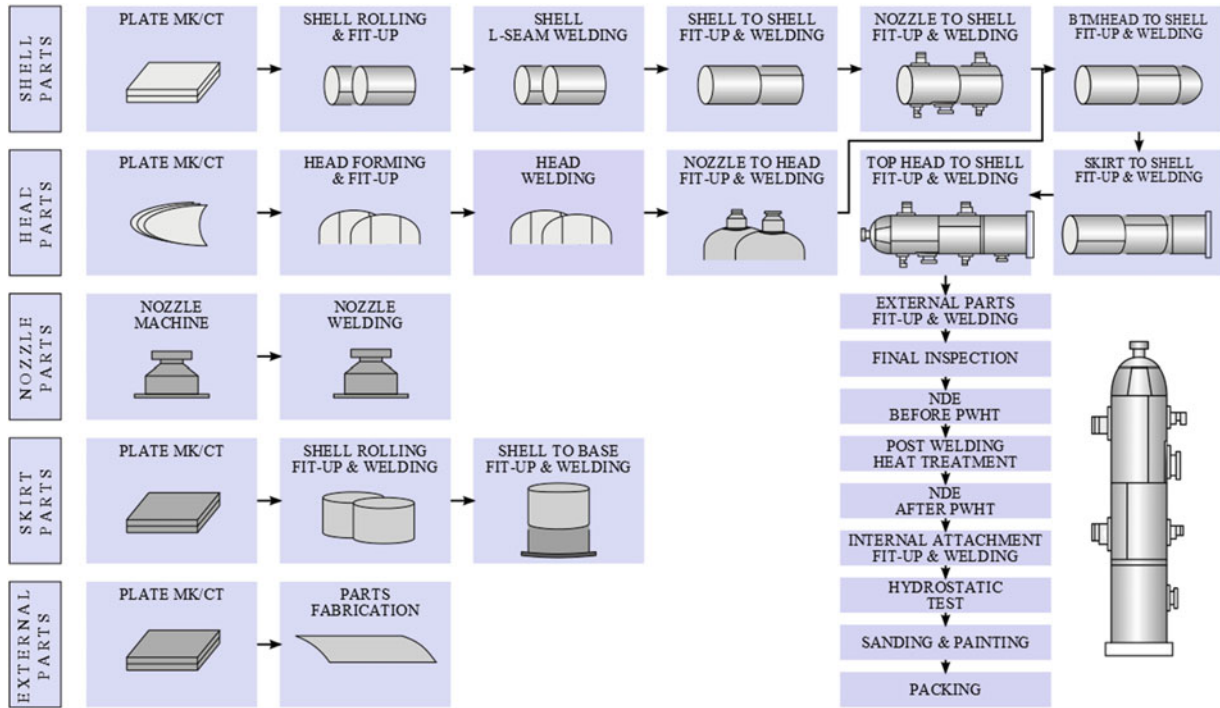 SHELL
PARTS
PLATE MK/CT
SHELL ROLLING
& FIT-UP
SHELL
L-SEAM WELDING
SHELL TO SHELL
FIT-UP & WELDING
NOZZLE TO SHELL
FIT-UP & WELDING
BTMHEAD TO SHELL
FIT-UP & WELDING
HEAD
PARTS
PLATE MK/CT
HEAD FORMING
& FIT-UP
HEAD
WELDING
NOZZLE TO HEAD
FIT-UP & WELDING
TOP HEAD TO SHELL
FIT-UP & WELDING
SKIRT TO SHELL
FIT-UP & WELDING
NOZZLE
PARTS
NOZZLE
MACHINE
NOZZLE
WELDING
SKIRT
PARTS
PLATE MK/CT
SHELL ROLLING
FIT-UP & WELDING
SHELL TO BASE
FIT-UP & WELDING
EXTERNAL
PARTS
PLATE MK/CT
PARTS
FABRICATION
EXTERNAL PARTS
FIT-UP & WELDING
FINAL INSPECTION
NDE
BEFORE PWHT
POST WELDING
HEAT TREATMENT
NDE
AFTER PWHT
INTERNAL ATTACHMENT
FIT-UP & WELDING
HYDROSTATIC
TEST
SANDING & PAINTING
PACKING